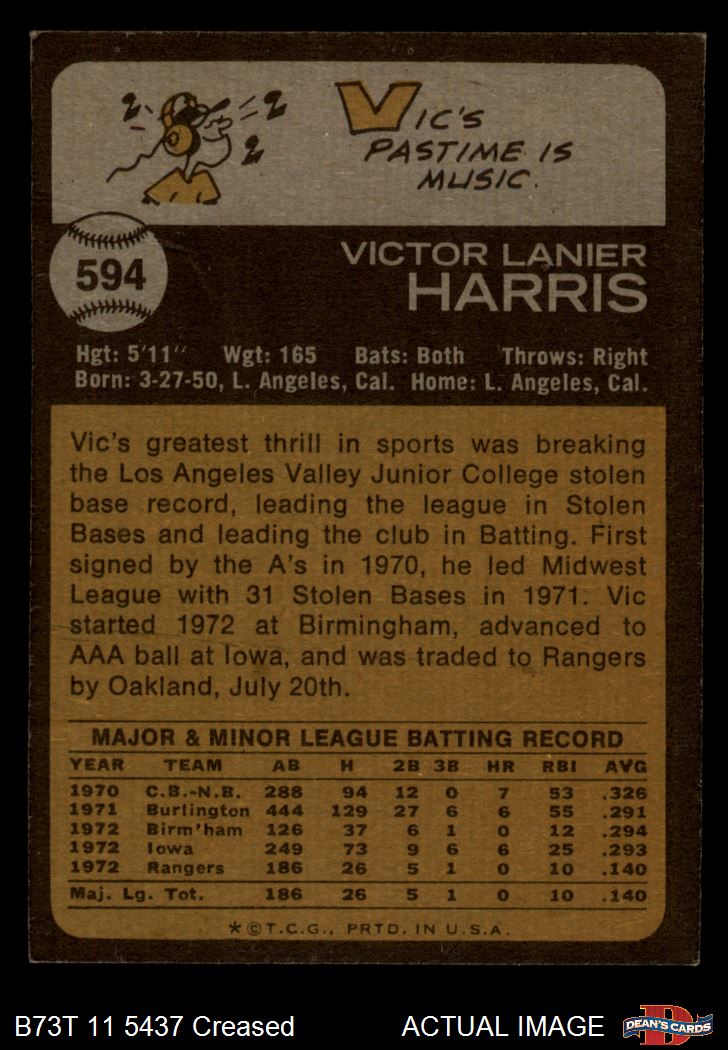 VIC'S
PASTIME IS
MUSIC.
594
VICTOR LANIER
HARRIS
Hgt: 5'11" Wgt: 165 Bats: Both Throws: Right
Born: 3-27-50, L. Angeles, Cal. Home: L. Angeles, Cal.
Vic's greatest thrill in sports was breaking
the Los Angeles Valley Junior College stolen
base record, leading the league in Stolen
Bases and leading the club in Batting. First
signed by the A's in 1970, he led Midwest
League with 31 Stolen Bases in 1971. Vic
started 1972 at Birmingham, advanced to
AAA ball at Iowa, and was traded to Rangers
by Oakland, July 20th.
MAJOR & MINOR LEAGUE BATTING RECORD
YEAR TEAM AB H 2B 3B HR RBI AVG
1970 C.B.-N.B. 288 94 12 0 7 53 .326
1971 Burlington 444 129 27 6 6 55 .291
1972 Birm'ham 126 37 6 1 0 12 .294
1972 Iowa 249 73 9 6 6 25 .293
1972 Rangers 186 26 5 1 0 10 .140
Maj. Lg. Tot. 186 26 5 1 0 10 .140
*©T.C.G., PRTD. IN U.S.A.
B73T 11 5437 Creased ACTUAL IMAGE D DEAN'S CARDS